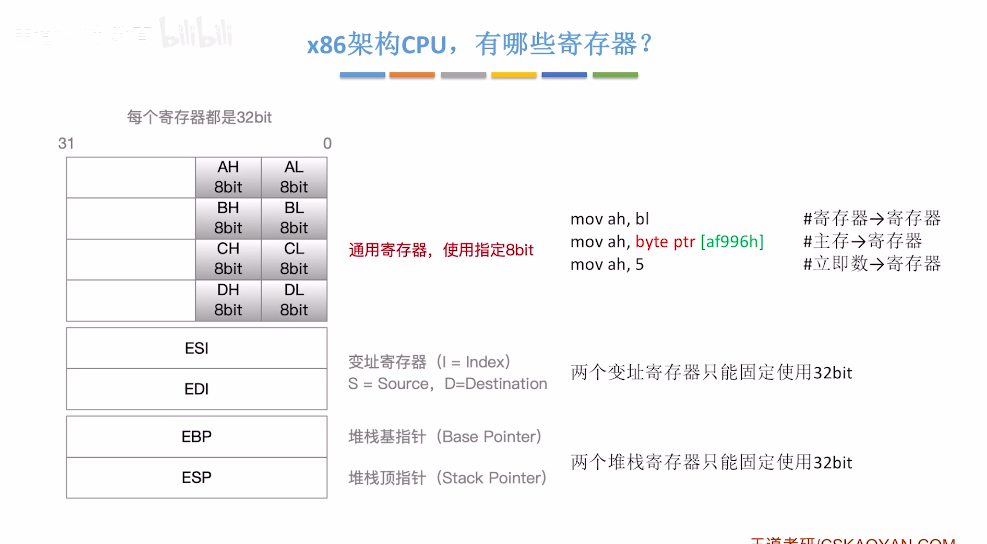 bilibili
x86架构CPU，有哪些寄存器？
每个寄存器都是32bit
31 0
AH AL
8bit 8bit
BH BL
8bit 8bit
CH CL
8bit 8bit
DH DL
8bit 8bit
通用寄存器，使用指定8bit
mov ah, bl #寄存器→寄存器
mov ah, byte ptr [af996h] #主存→寄存器
mov ah, 5 #立即数→寄存器
ESI
EDI
变址寄存器（I = Index）
S = Source，D=Destination
两个变址寄存器只能固定使用32bit
EBP
堆栈基指针（Base Pointer）
ESP
堆栈顶指针（Stack Pointer）
两个堆栈寄存器只能固定使用32bit
王道考研/CSKAOYAN.COM